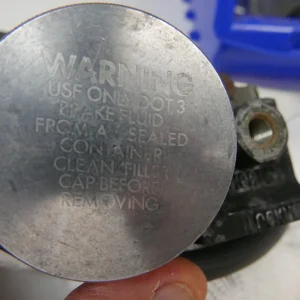 WARNING
USE ONLY DOT 3
BRAKE FLUID
FROM A SEALED
CONTAINER
CLEAN FILLER
CAP BEFORE
REMOVING